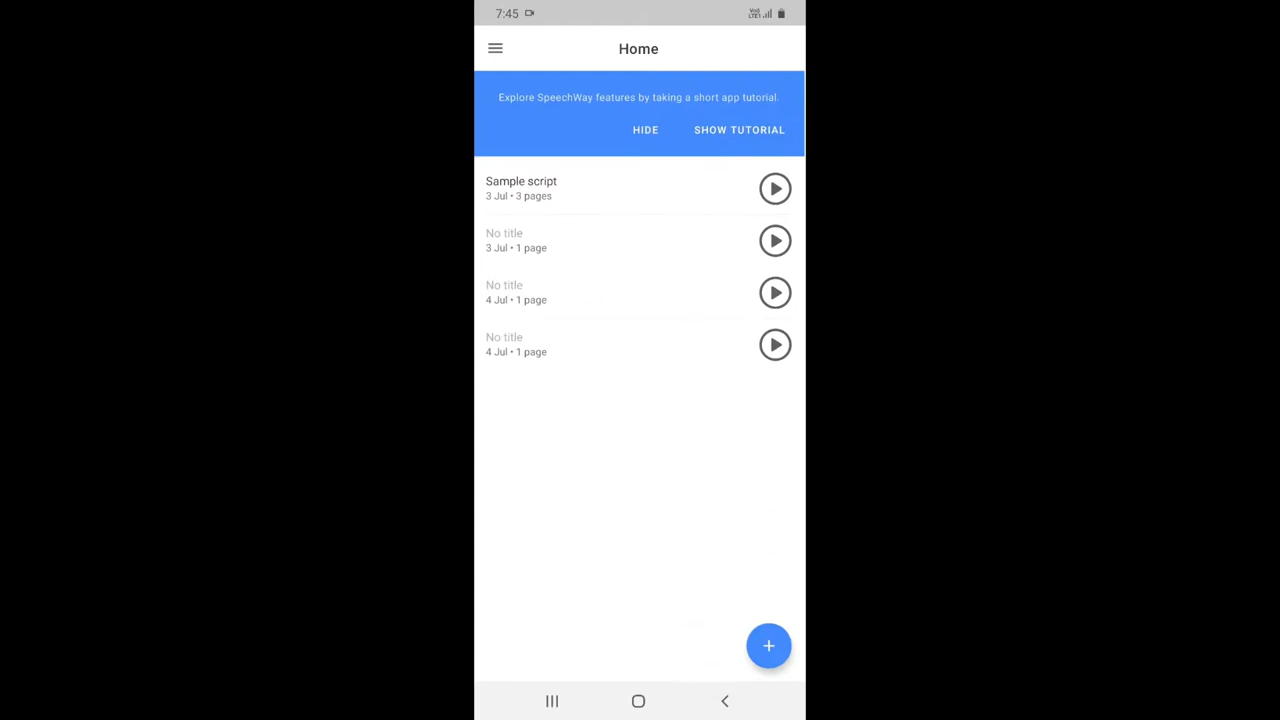 7:45
Vo)) LTE1
Home
Explore SpeechWay features by taking a short app tutorial.
HIDE SHOW TUTORIAL
Sample script
3 Jul • 3 pages
No title
3 Jul • 1 page
No title
4 Jul • 1 page
No title
4 Jul • 1 page